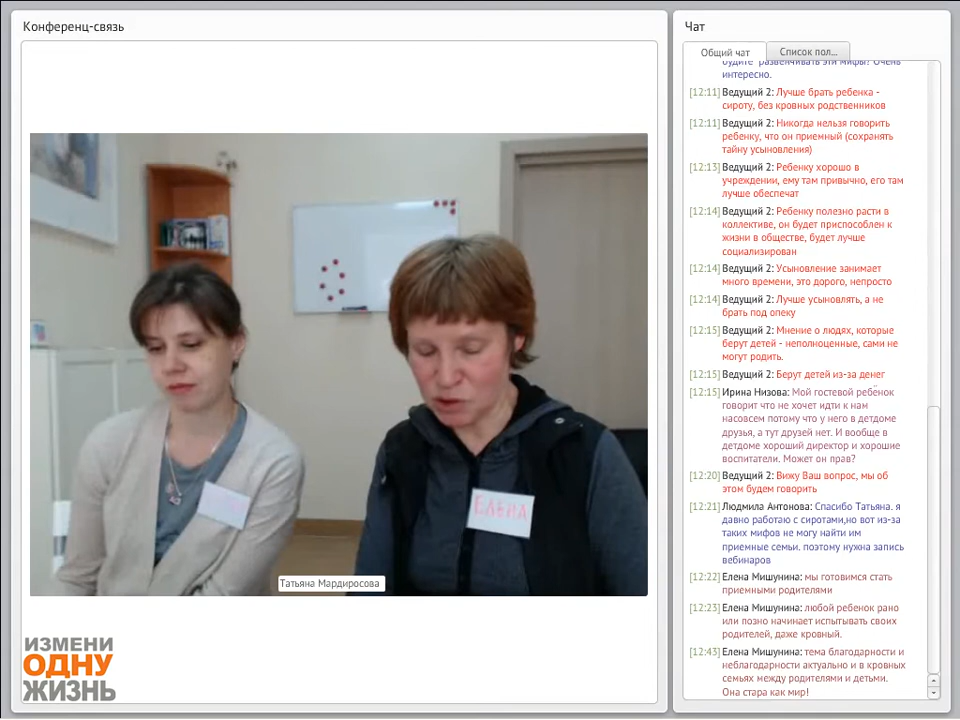 Конференц-связь
ЕЛЕНА
Татьяна Мардиросова
ИЗМЕНИ
ОДНУ
ЖИЗНЬ
Чат
Общий чат
Список пол...
будите развенчивать эти мифы! Очень
интересно.
[12:11] Ведущий 2: Лучше брать ребенка -
сироту, без кровных родственников
[12:11] Ведущий 2: Никогда нельзя говорить
ребенку, что он приемный (сохранять
тайну усыновления)
[12:13] Ведущий 2: Ребенку хорошо в
учреждении, ему там привычно, его там
лучше обеспечат
[12:14] Ведущий 2: Ребенку полезно расти в
коллективе, он будет приспособлен к
жизни в обществе, будет лучше
социализирован
[12:14] Ведущий 2: Усыновление занимает
много времени, это дорого, непросто
[12:14] Ведущий 2: Лучше усыновлять, а не
брать под опеку
[12:15] Ведущий 2: Мнение о людях, которые
берут детей - неполноценные, сами не
могут родить.
[12:15] Ведущий 2: Берут детей из-за денег
[12:15] Ирина Низова: Мой гостевой ребёнок
говорит что не хочет идти к нам
насовсем потому что у него в детдоме
друзья, а тут друзей нет. И вообще в
детдоме хороший директор и хорошие
воспитатели. Может он прав?
[12:20] Ведущий 2: Вижу Ваш вопрос, мы об
этом будем говорить
[12:21] Людмила Антонова: Спасибо Татьяна. я
давно работаю с сиротами,но вот из-за
таких мифов не могу найти им
приемные семьи. поэтому нужна запись
вебинаров
[12:22] Елена Мишунина: мы готовимся стать
приемными родителями
[12:23] Елена Мишунина: любой ребенок рано
или поздно начинает испытывать своих
родителей, даже кровный.
[12:43] Елена Мишунина: тема благодарности и
неблагодарности актуально и в кровных
семьях между родителями и детьми.
Она стара как мир!